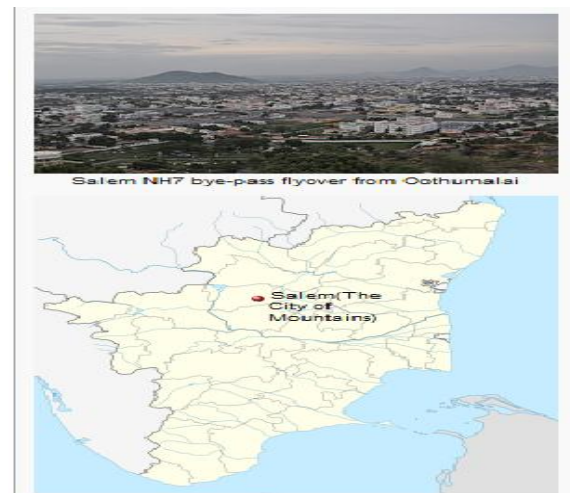 Salem NH7 bye-pass flyover from Oothumalai
Salem(The
City of
Mountains)